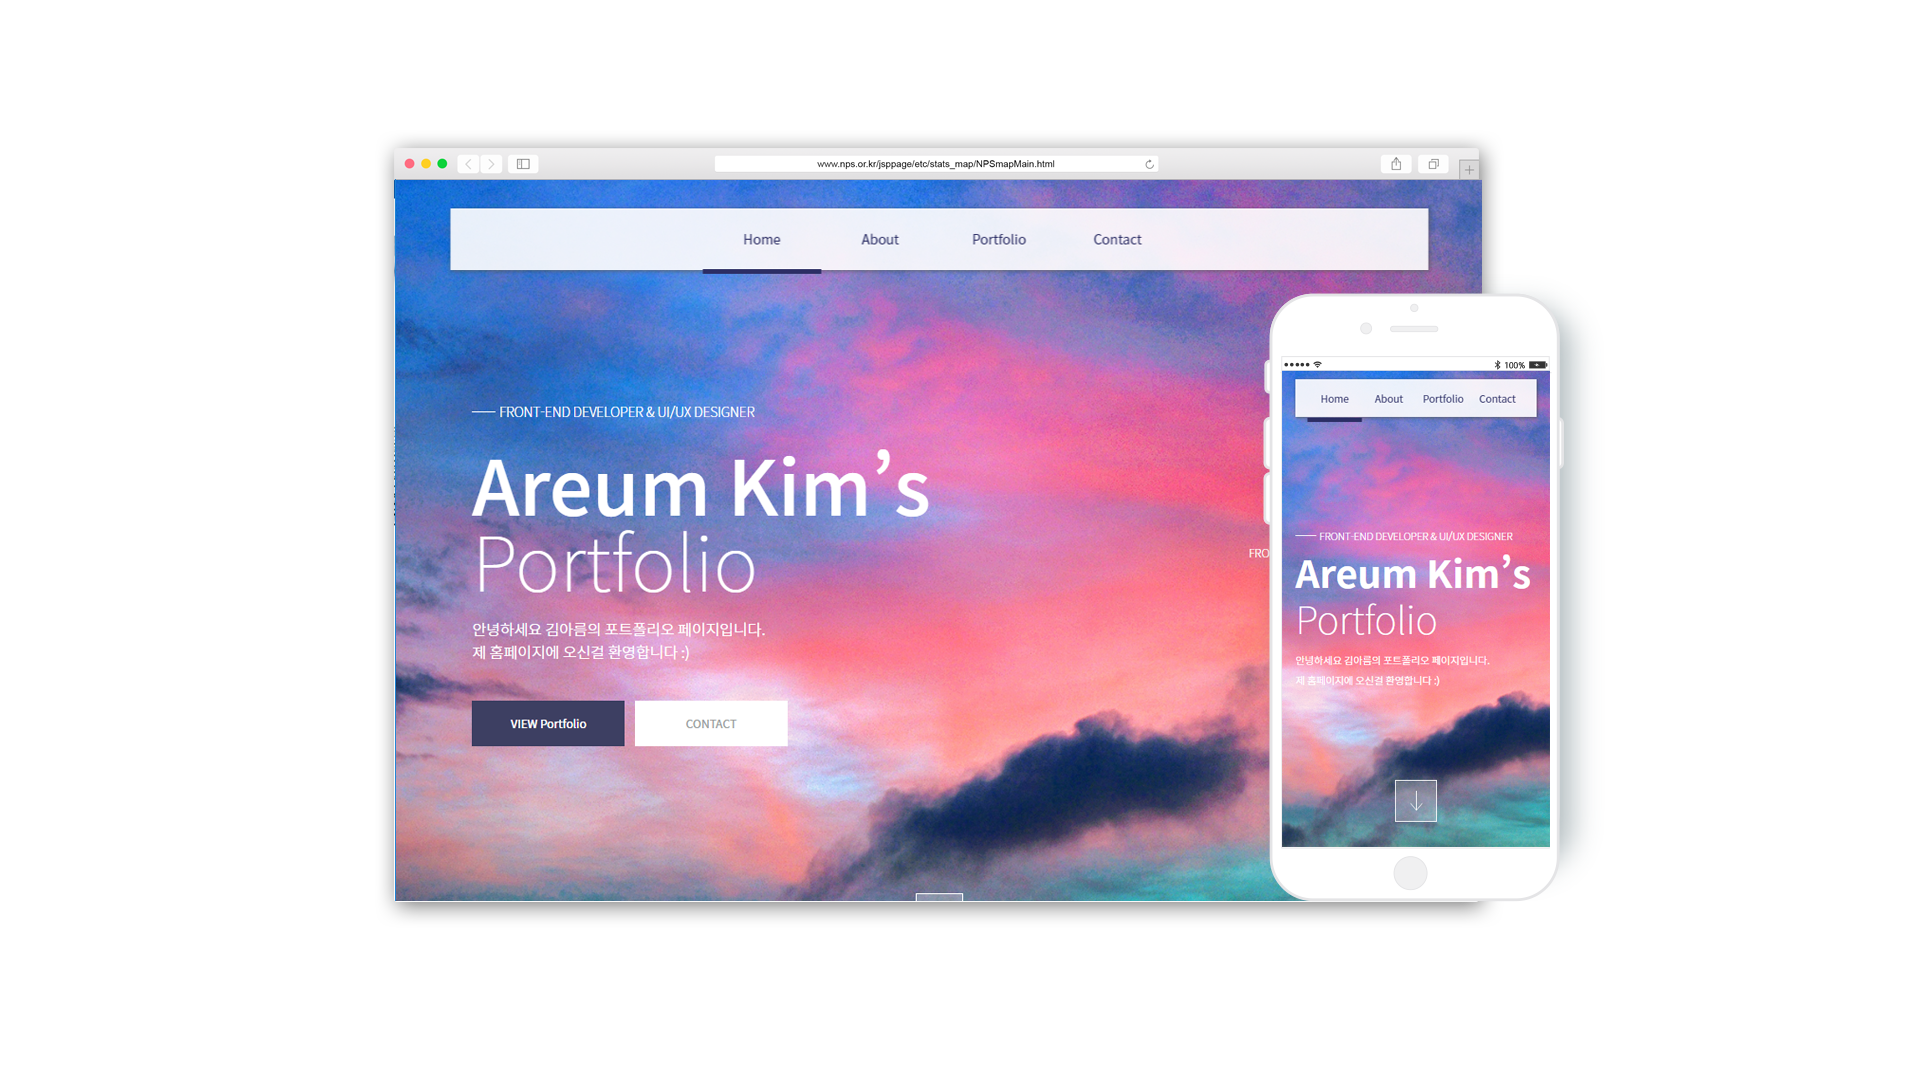 www.nps.or.kr/jsppage/etc/stats_map/NPSmapMain.html
Home About Portfolio Contact
FRONT-END DEVELOPER & UI/UX DESIGNER
Areum Kim’s
Portfolio
안녕하세요 김아름의 포트폴리오 페이지입니다.
제 홈페이지에 오신걸 환영합니다 :)
VIEW Portfolio CONTACT
FRO
100%
Home About Portfolio Contact
FRONT-END DEVELOPER & UI/UX DESIGNER
Areum Kim’s
Portfolio
안녕하세요 김아름의 포트폴리오 페이지입니다.
제 홈페이지에 오신걸 환영합니다 :)